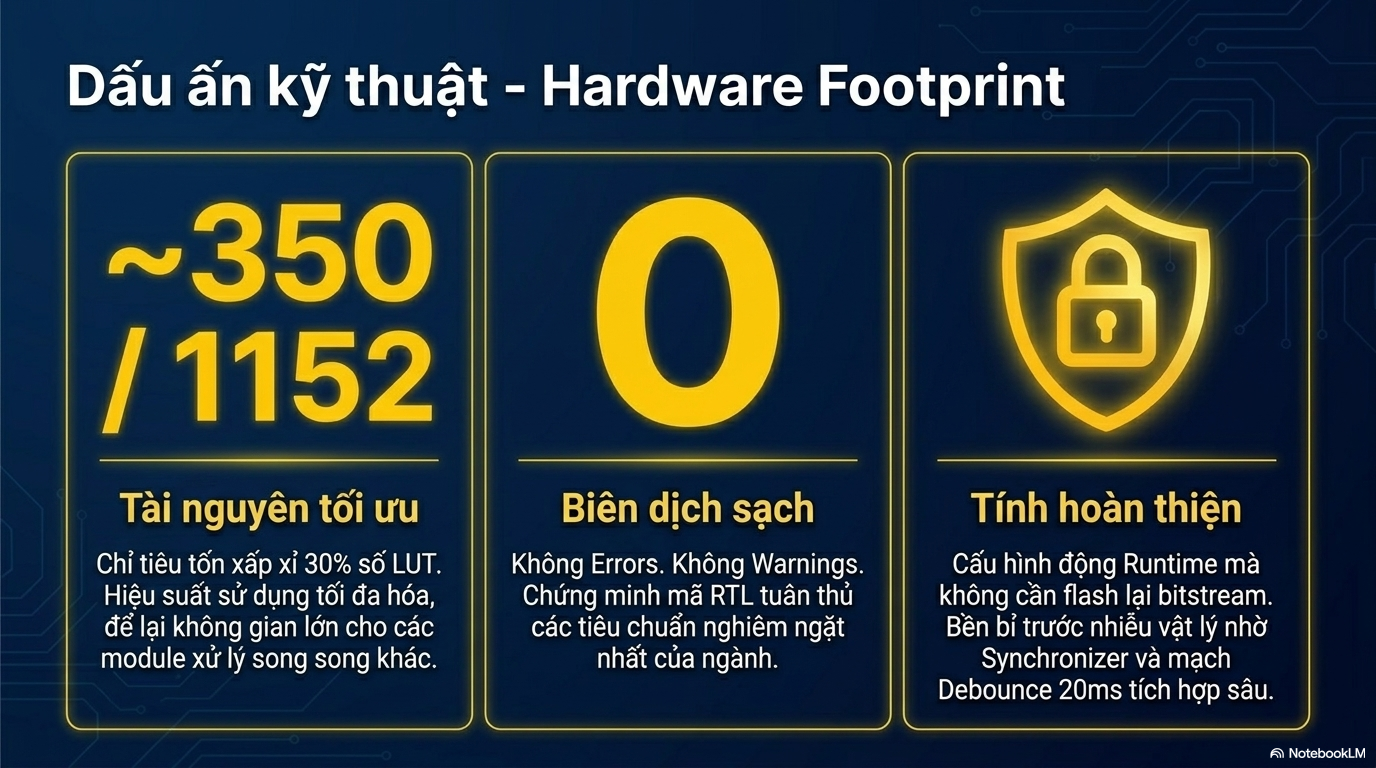 Dấu ấn kỹ thuật - Hardware Footprint
~350
/ 1152
Tài nguyên tối ưu
Chỉ tiêu tốn xấp xỉ 30% số LUT.
Hiệu suất sử dụng tối đa hóa,
để lại không gian lớn cho các
module xử lý song song khác.
0
Biên dịch sạch
Không Errors. Không Warnings.
Chứng minh mã RTL tuân thủ
các tiêu chuẩn nghiêm ngặt
nhất của ngành.
Tính hoàn thiện
Cấu hình động Runtime mà
không cần flash lại bitstream.
Bền bỉ trước nhiễu vật lý nhờ
Synchronizer và mạch
Debounce 20ms tích hợp sâu.
NotebookLM